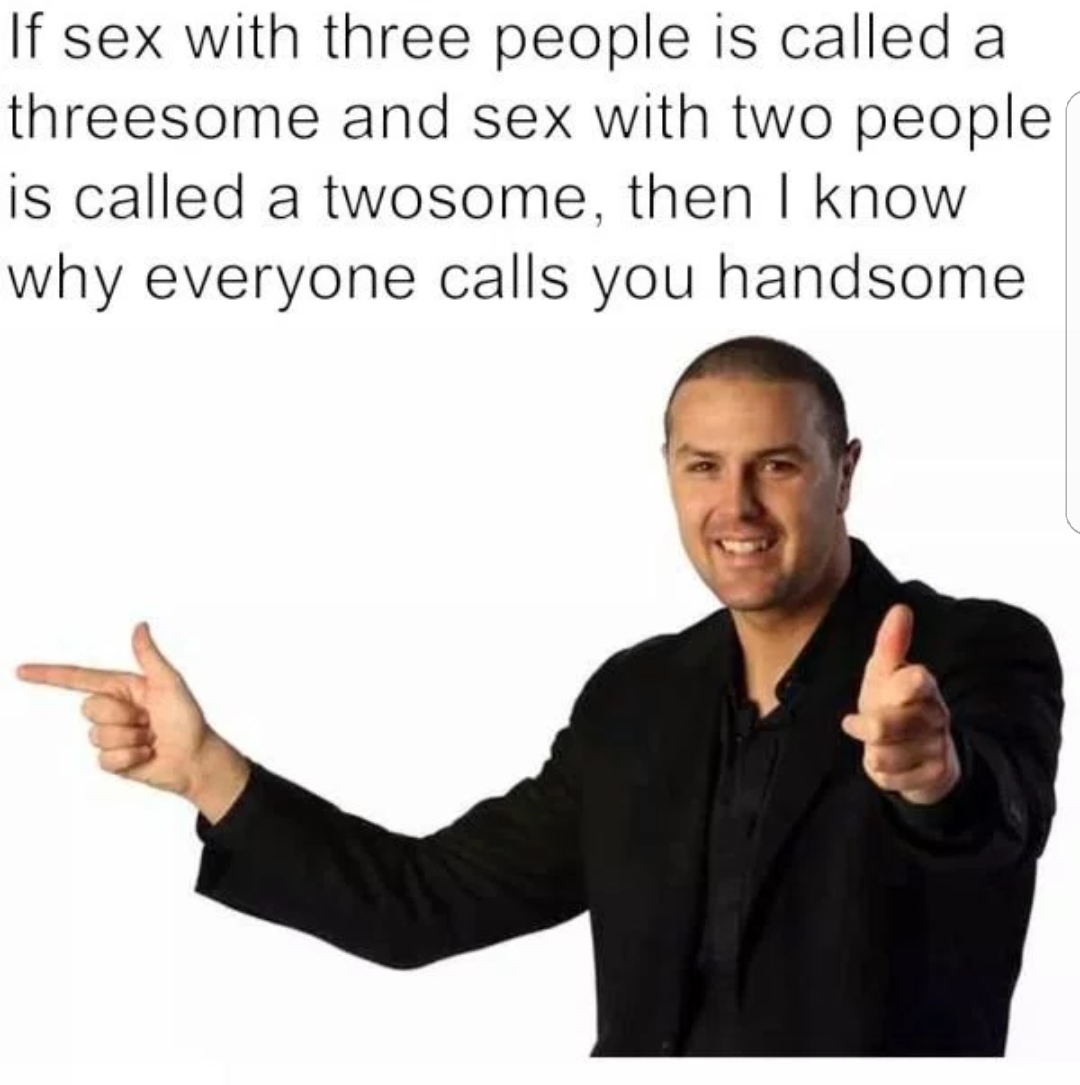 If sex with three people is called a
threesome and sex with two people
is called a twosome, then I know
why everyone calls you handsome